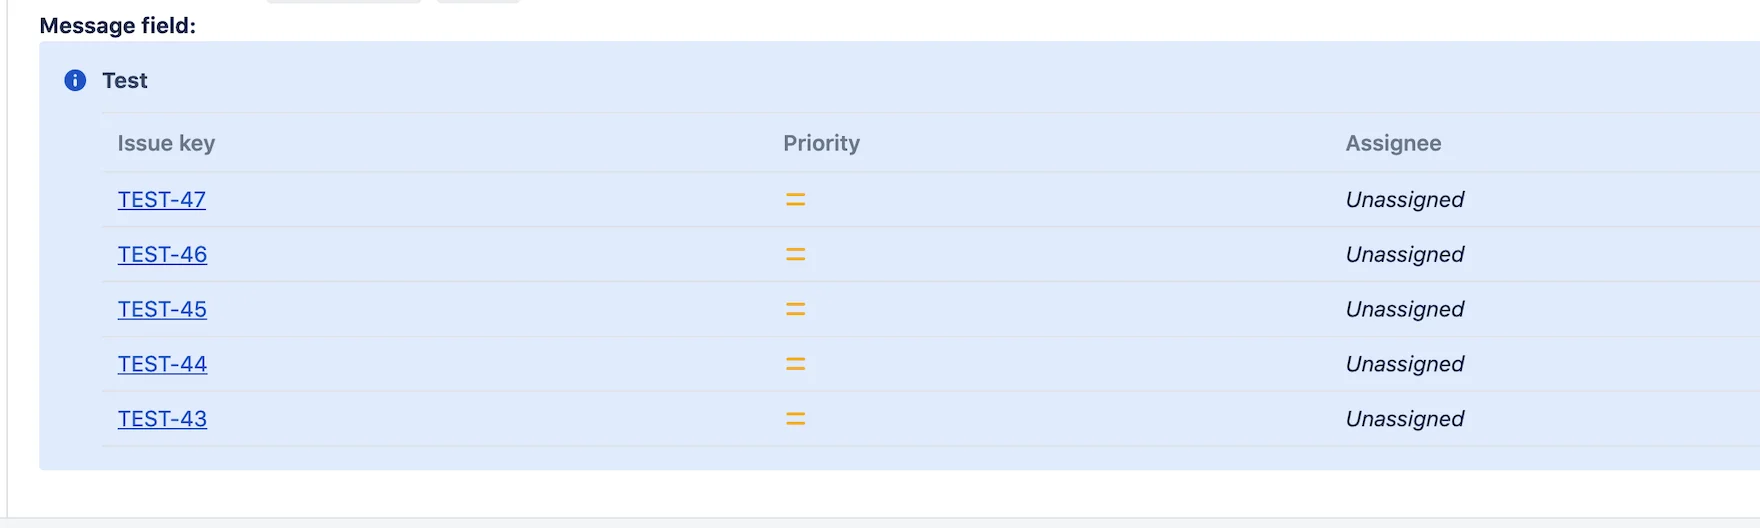 Message field:
Test
Issue key Priority Assignee
TEST-47 Unassigned
TEST-46 Unassigned
TEST-45 Unassigned
TEST-44 Unassigned
TEST-43 Unassigned